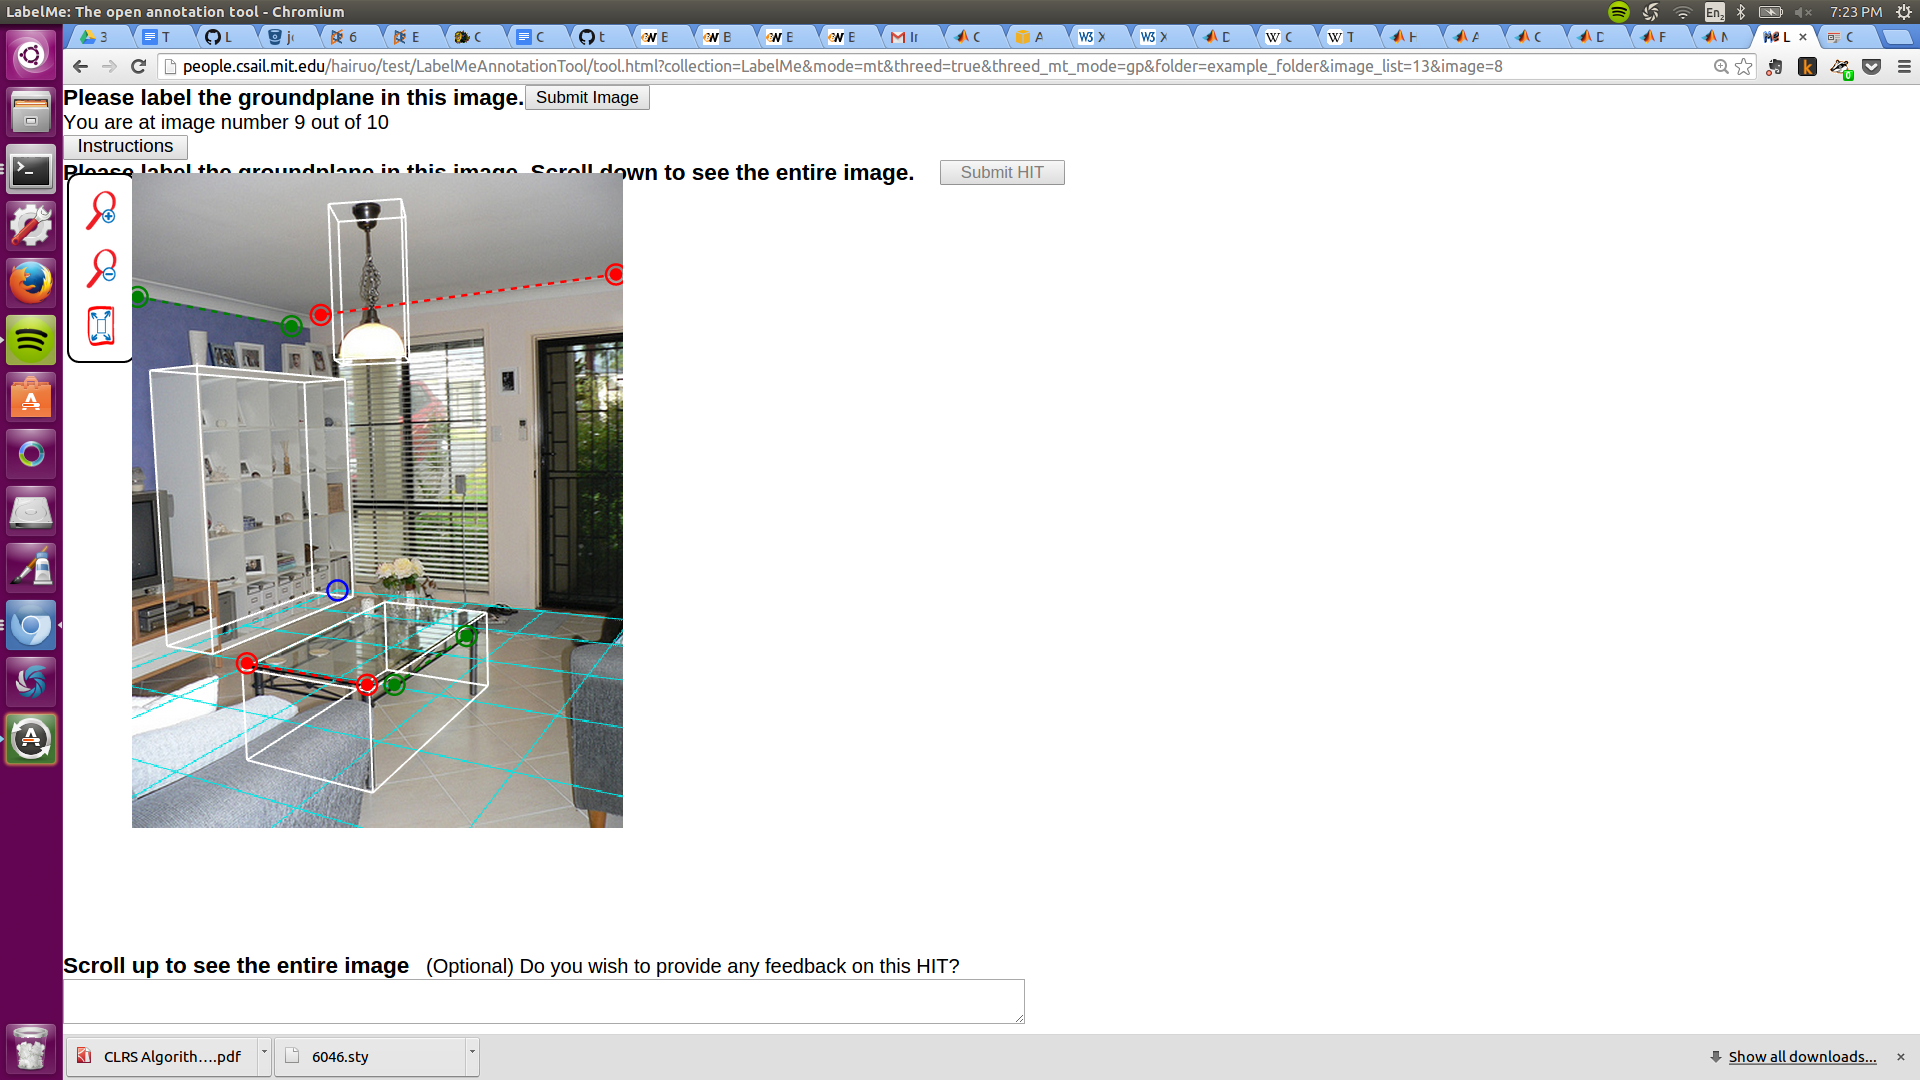 LabelMe: The open annotation tool - Chromium
En₂
7:23 PM
3 T L j 6 E C C t E B E E Ir C A X X D C T H A C D F N L × C
people.csail.mit.edu/hairuo/test/LabelMeAnnotationTool/tool.html?collection=LabelMe&mode=mt&threed=true&threed_mt_mode=gp&folder=example_folder&image_list=13&image=8
Please label the groundplane in this image. Submit Image
You are at image number 9 out of 10
Instructions
Please label the groundplane in this image. Scroll down to see the entire image. Submit HIT
Scroll up to see the entire image (Optional) Do you wish to provide any feedback on this HIT?
CLRS Algorith....pdf 6046.sty Show all downloads... ×